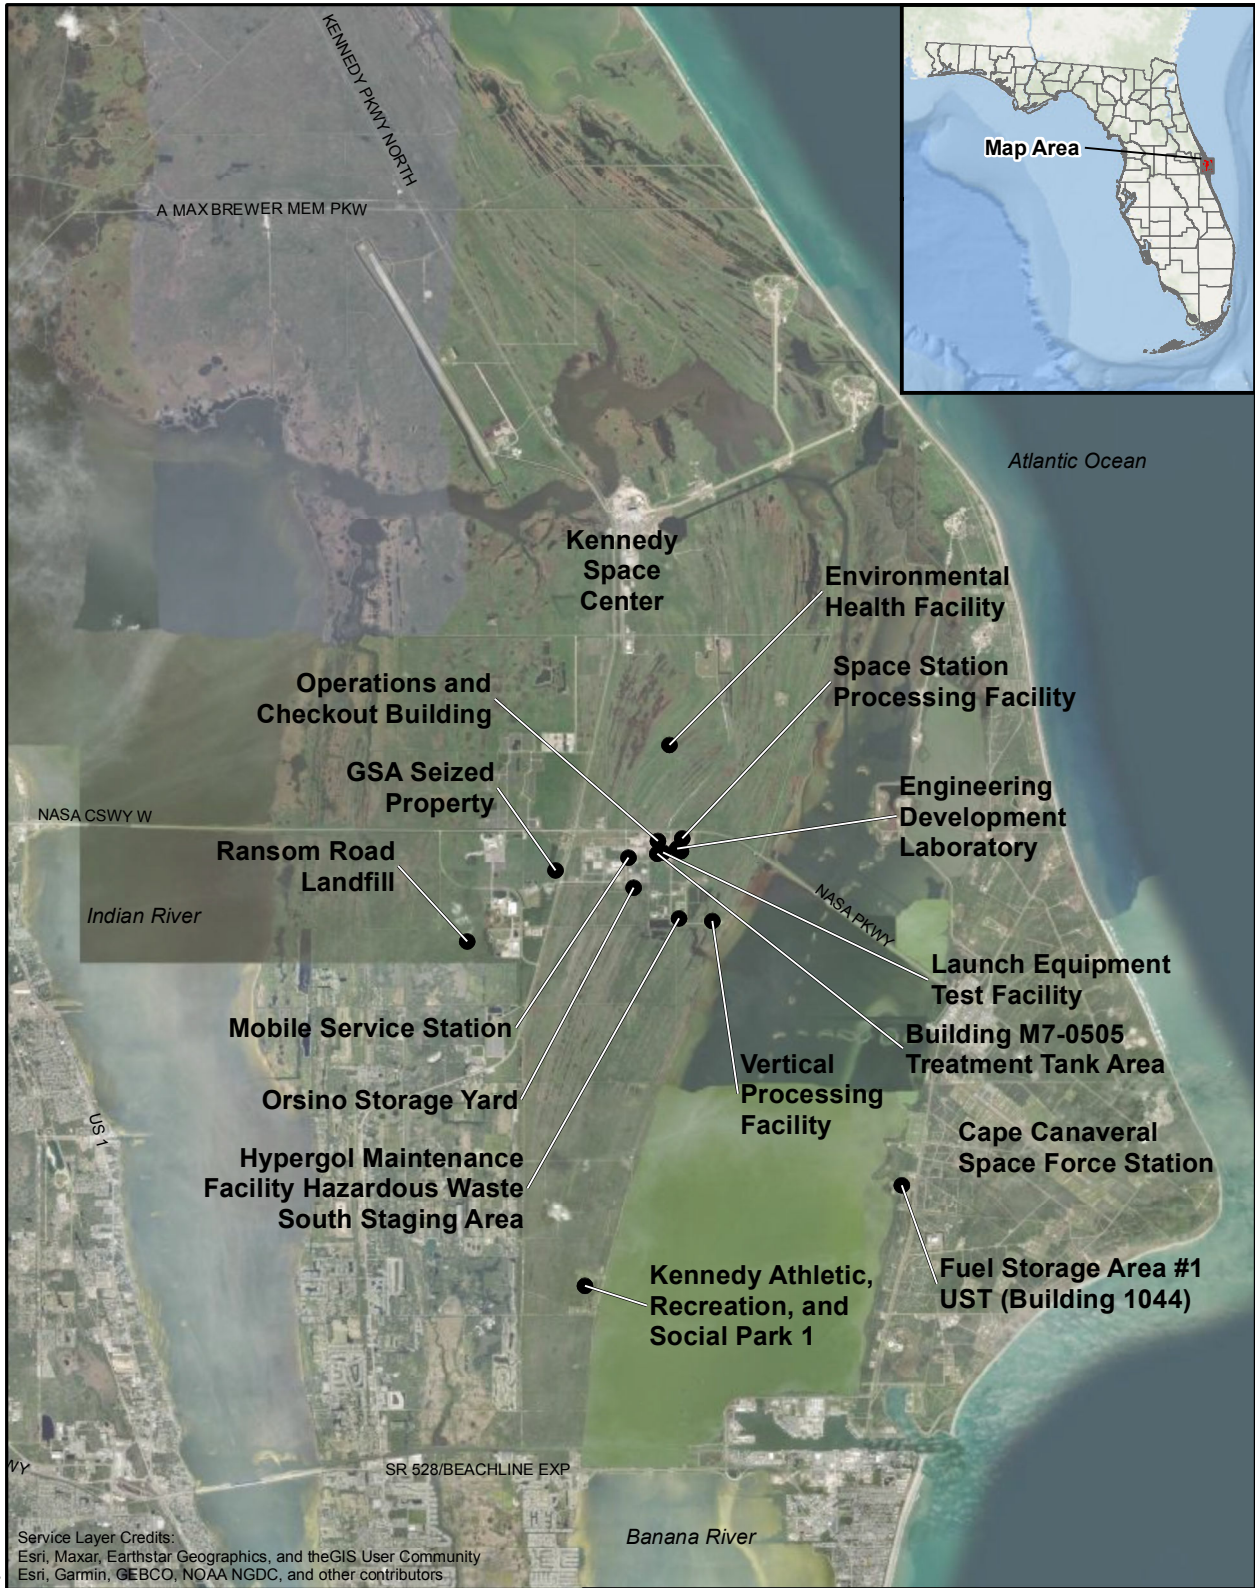 KENNEDY PKWY NORTH
A MAX BREWER MEM PKW
Map Area
Atlantic Ocean
Kennedy
Space
Center
Environmental
Health Facility
Space Station
Processing Facility
Operations and
Checkout Building
GSA Seized
Property
Engineering
Development
Laboratory
NASA CSWY W
Ransom Road
Landfill
Indian River
NASA PKWY
Launch Equipment
Test Facility
Mobile Service Station
Building M7-0505
Treatment Tank Area
Vertical
Processing
Facility
Orsino Storage Yard
US 1
Cape Canaveral
Space Force Station
Hypergol Maintenance
Facility Hazardous Waste
South Staging Area
Fuel Storage Area #1
UST (Building 1044)
Kennedy Athletic,
Recreation, and
Social Park 1
WY
SR 528/BEACHLINE EXP
Banana River
Service Layer Credits:
Esri, Maxar, Earthstar Geographics, and theGIS User Community
Esri, Garmin, GEBCO, NOAA NGDC, and other contributors